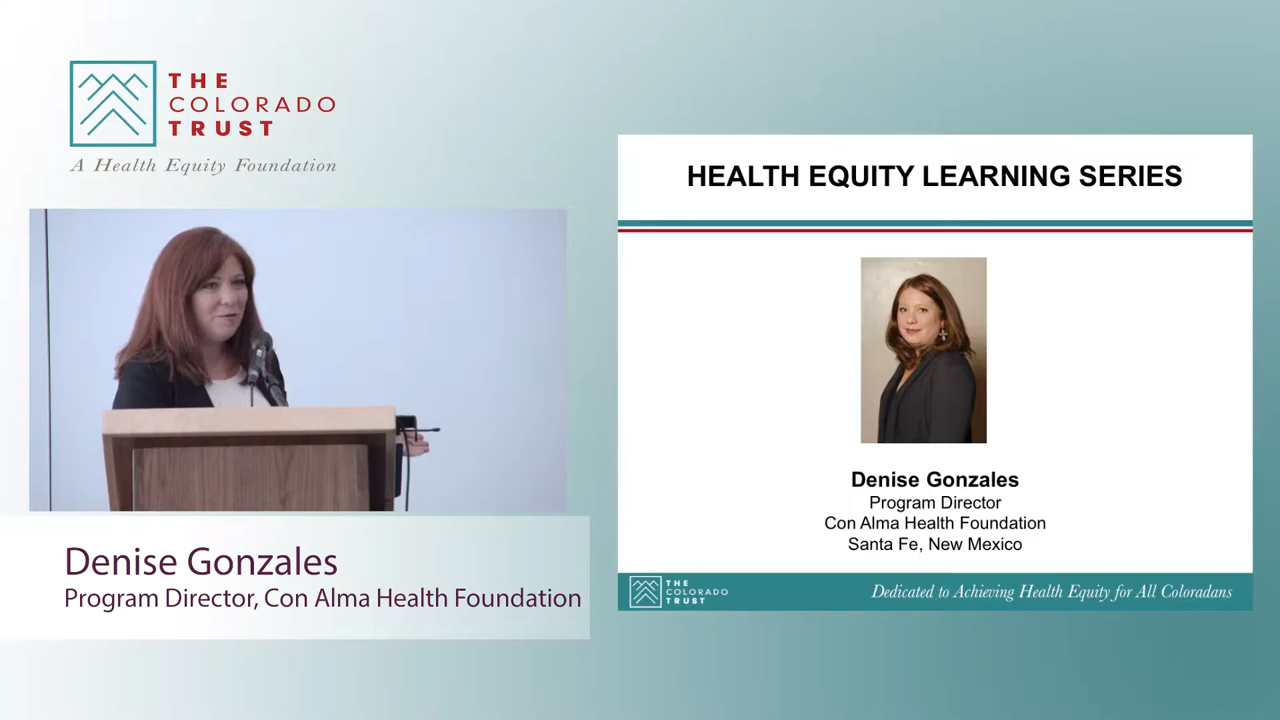 THE
COLORADO
TRUST
A Health Equity Foundation
HEALTH EQUITY LEARNING SERIES
Denise Gonzales
Program Director
Con Alma Health Foundation
Santa Fe, New Mexico
THE
COLORADO
TRUST
Dedicated to Achieving Health Equity for All Coloradans
Denise Gonzales
Program Director, Con Alma Health Foundation